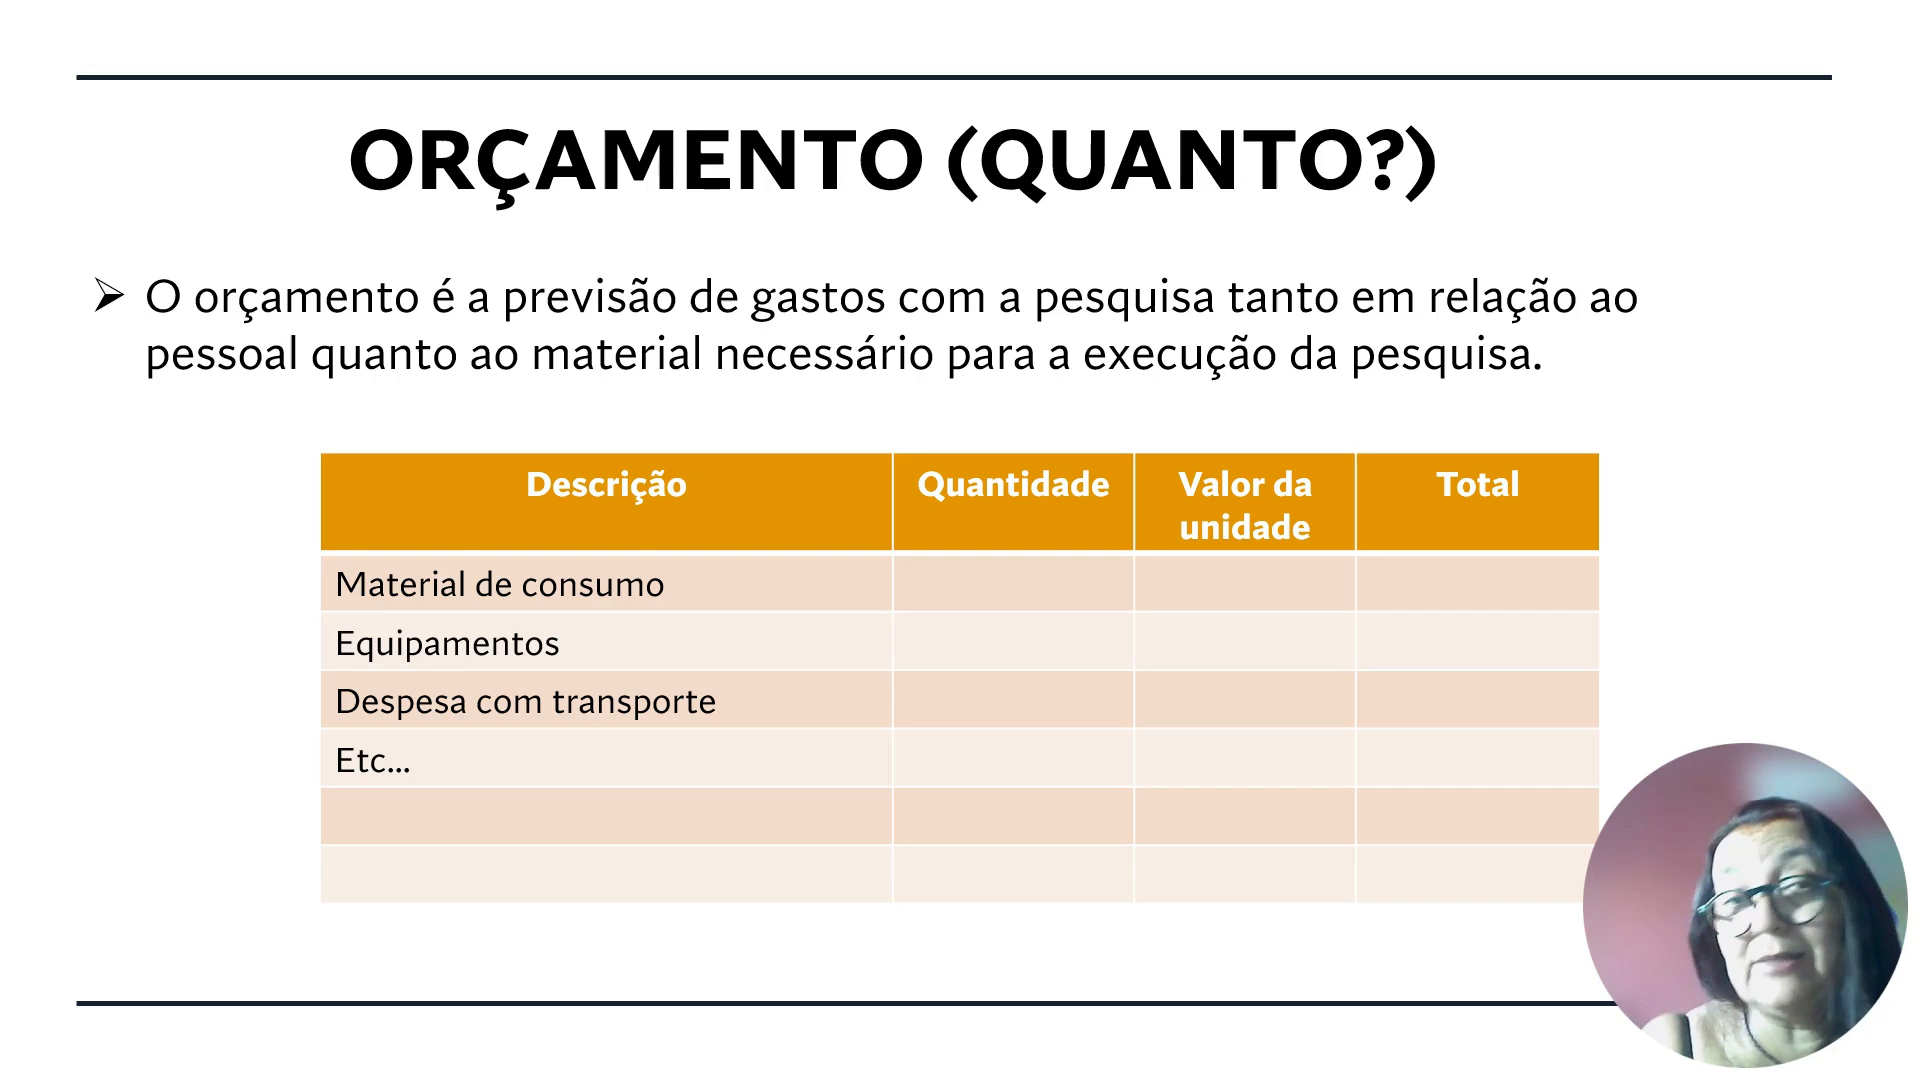 ORÇAMENTO (QUANTO?)
➢ O orçamento é a previsão de gastos com a pesquisa tanto em relação ao
pessoal quanto ao material necessário para a execução da pesquisa.
Descrição Quantidade Valor da unidade Total
Material de consumo
Equipamentos
Despesa com transporte
Etc...